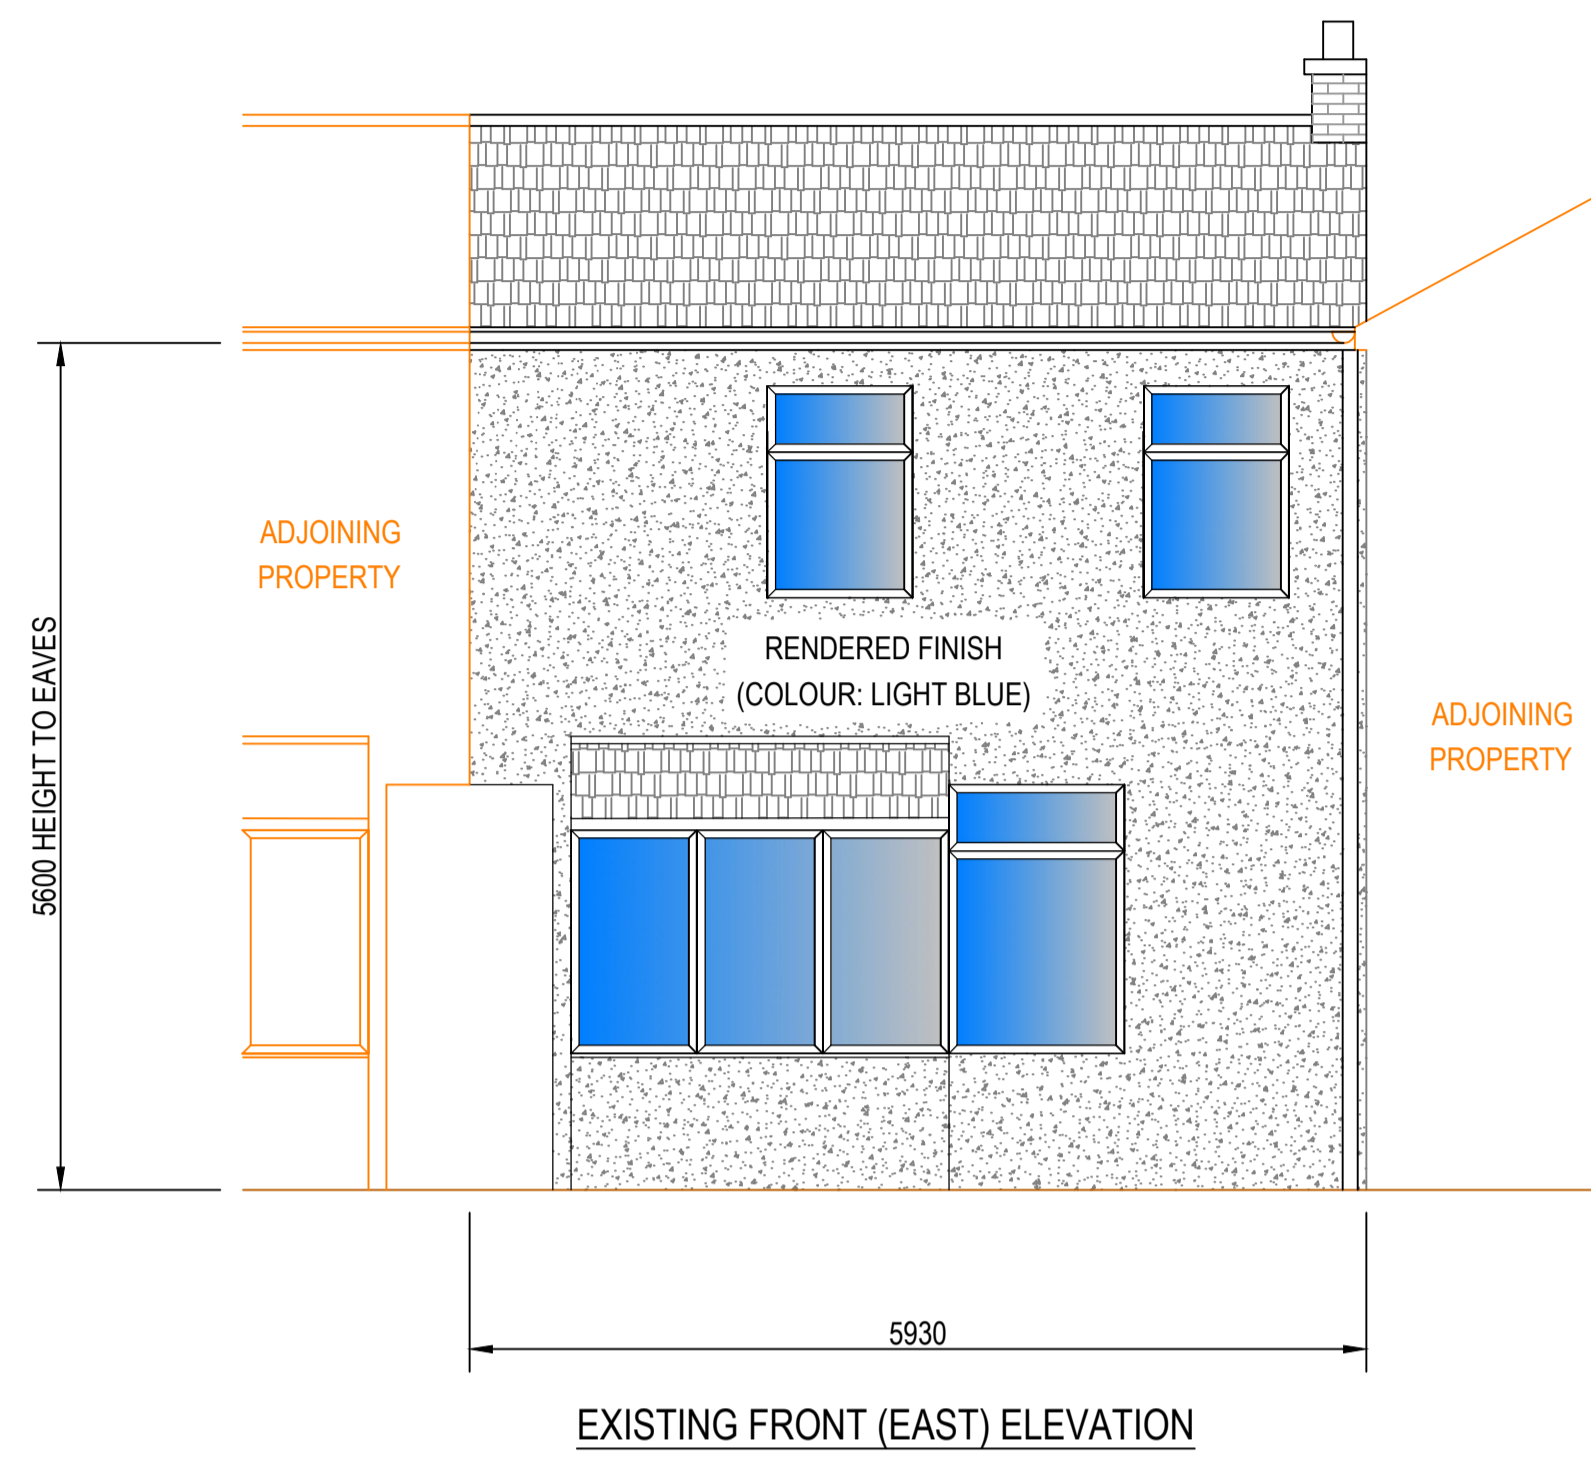 ADJOINING
PROPERTY
5600 HEIGHT TO EAVES
RENDERED FINISH
(COLOUR: LIGHT BLUE)
ADJOINING
PROPERTY
5930
EXISTING FRONT (EAST) ELEVATION